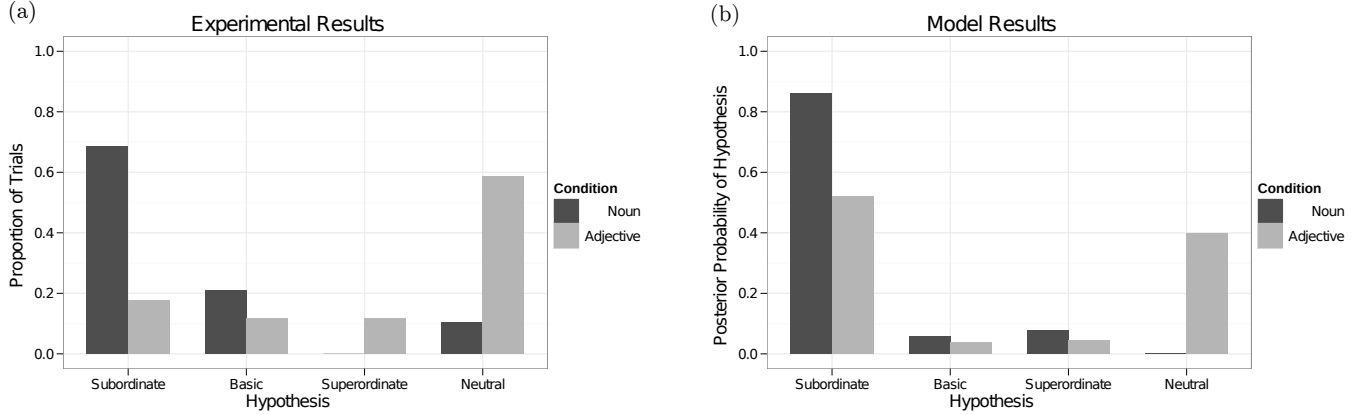 (a)
Experimental Results
Proportion of Trials
1.0
0.8
0.6
0.4
0.2
0.0
Subordinate Basic Superordinate Neutral
Hypothesis
Condition
Noun
Adjective
(b)
Model Results
Posterior Probability of Hypothesis
1.0
0.8
0.6
0.4
0.2
0.0
Subordinate Basic Superordinate Neutral
Hypothesis
Condition
Noun
Adjective